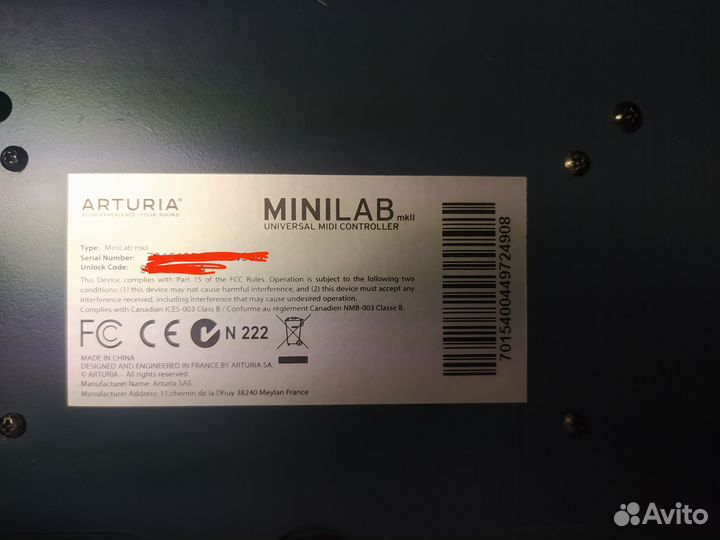 ARTURIA™
YOUR EXPERIENCE · YOUR SOUND
MINILAB mkII
UNIVERSAL MIDI CONTROLLER
Type: MiniLab mkII
Serial Number:
Unlock Code:
This Device complies with Part 15 of the FCC Rules. Operation is subject to the following two
conditions: (1) this device may not cause harmful interference, and (2) this device must accept any
interference received, including interference that may cause undesired operation.
Complies with Canadian ICES-003 Class B / Conforme au reglement Canadien NMB-003 Classe B.
FC CE N 222
MADE IN CHINA
DESIGNED AND ENGINEERED IN FRANCE BY ARTURIA SA.
© ARTURIA - All rights reserved.
Manufacturer Name: Arturia SAS
Manufacturer Address: 11,chemin de la Dhuy 38240 Meylan France
7015400449724908
Avito